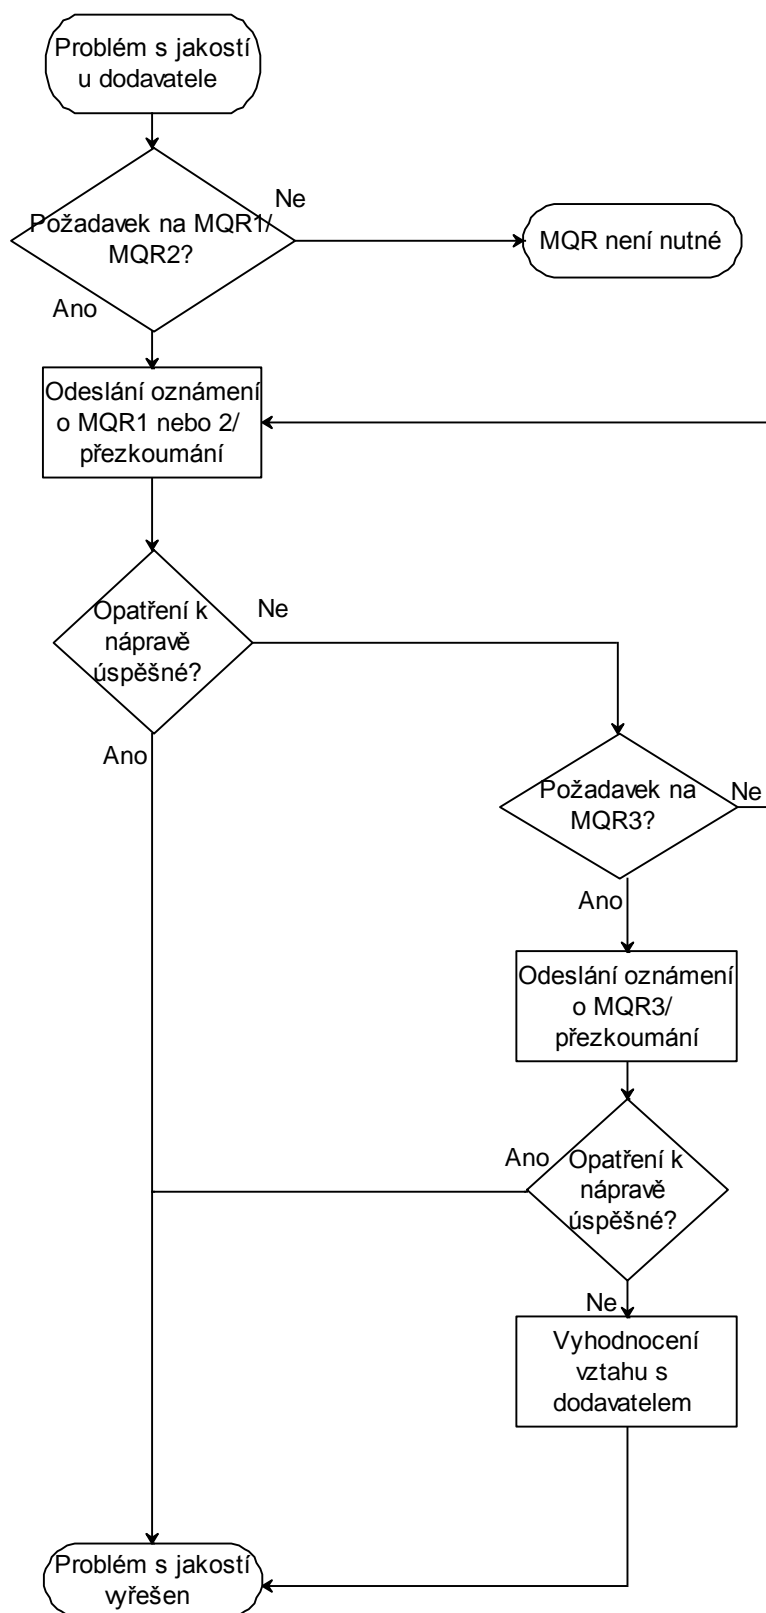 Problém s jakostí
u dodavatele
Ne
Požadavek na MQR1/
MQR2?
MQR není nutné
Ano
Odeslání oznámení
o MQR1 nebo 2/
přezkoumání
Opatření k
nápravě
úspěšné?
Ne
Ano
Požadavek na
MQR3?
Ne
Ano
Odeslání oznámení
o MQR3/
přezkoumání
Ano
Opatření k
nápravě
úspěšné?
Ne
Vyhodnocení
vztahu s
dodavatelem
Problém s jakostí
vyřešen